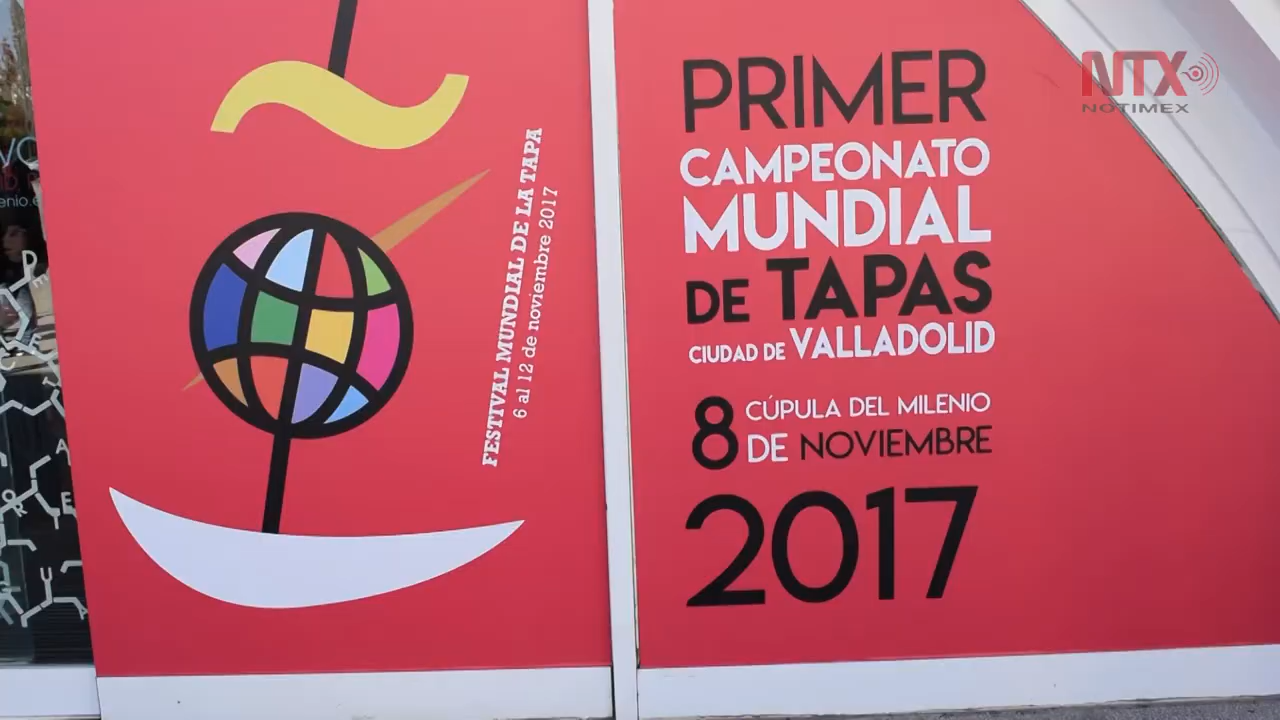 FESTIVAL MUNDIAL DE LA TAPA
6 al 12 de noviembre 2017
PRIMER
CAMPEONATO
MUNDIAL
DE TAPAS
CIUDAD DE VALLADOLID
8 CÚPULA DEL MILENIO
DE NOVIEMBRE
2017
NTX
NOTIMEX